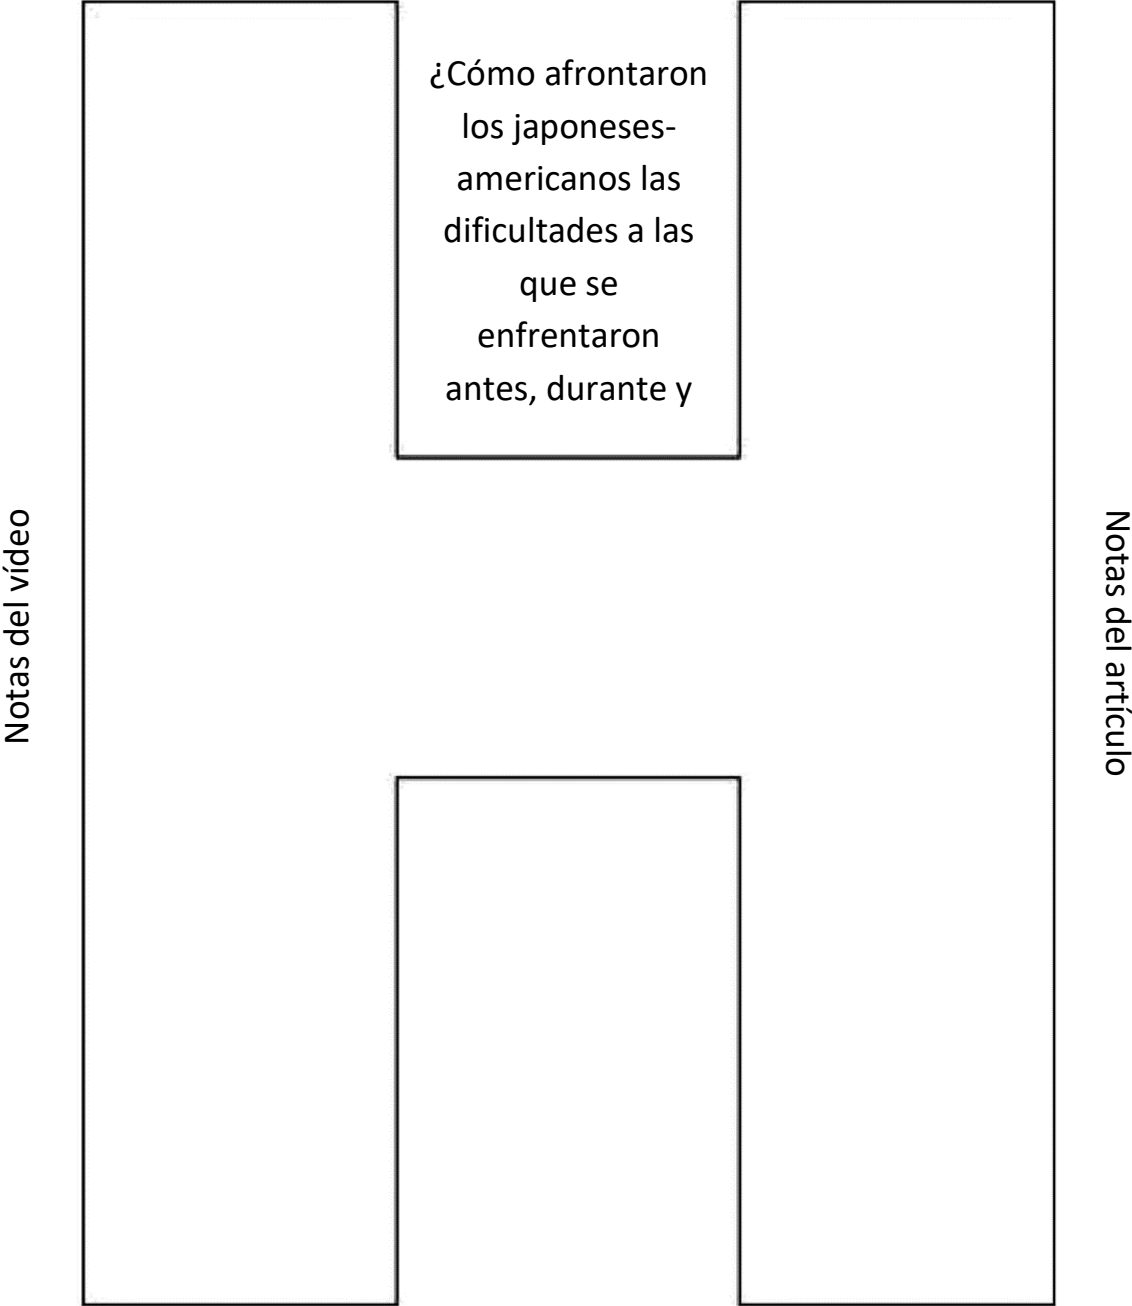 ¿Cómo afrontaron
los japoneses-
americanos las
dificultades a las
que se
enfrentaron
antes, durante y
Notas del vídeo
Notas del artículo